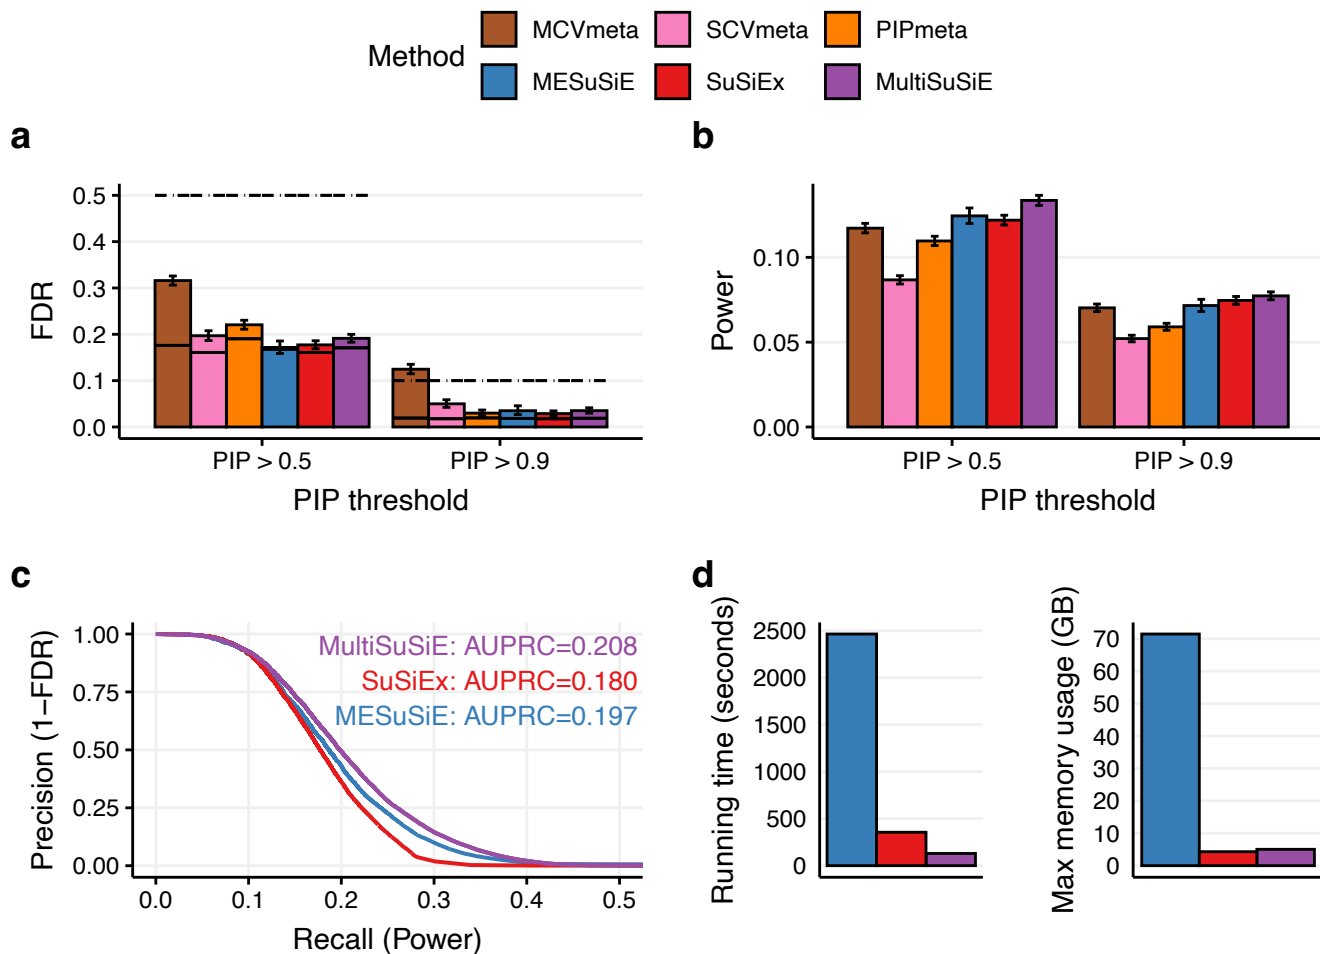 Method
MCVmeta
SCVmeta
PIPmeta
MESuSiE
SuSiEx
MultiSuSiE
a
FDR
0.5
0.4
0.3
0.2
0.1
0.0
PIP > 0.5
PIP > 0.9
PIP threshold
b
Power
0.10
0.05
0.00
PIP > 0.5
PIP > 0.9
PIP threshold
c
Precision (1−FDR)
1.00
0.75
0.50
0.25
0.00
MultiSuSiE: AUPRC=0.208
SuSiEx: AUPRC=0.180
MESuSiE: AUPRC=0.197
0.0
0.1
0.2
0.3
0.4
0.5
Recall (Power)
d
Running time (seconds)
2500
2000
1500
1000
500
0
Max memory usage (GB)
70
60
50
40
30
20
10
0